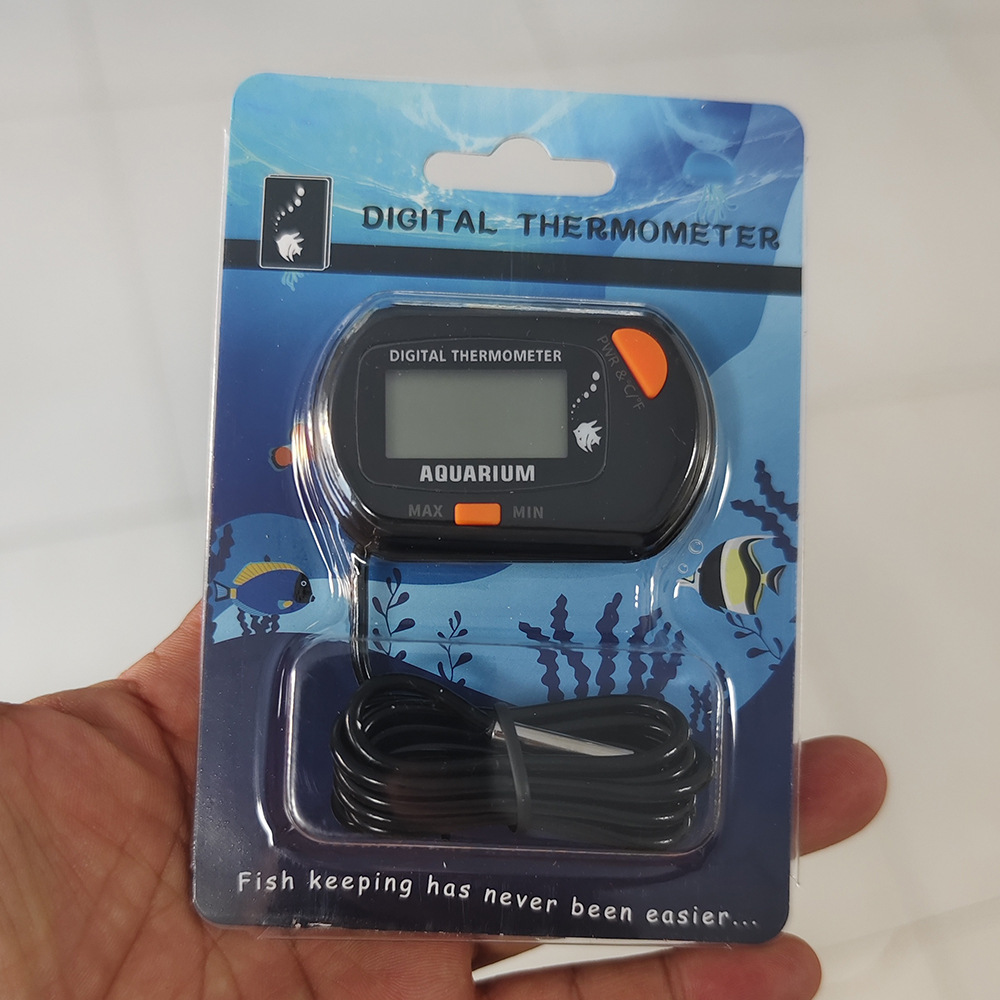 DIGITAL THERMOMETER
DIGITAL THERMOMETER
PWR & °C/°F
AQUARIUM
MAX MIN
Fish keeping has never been easier...